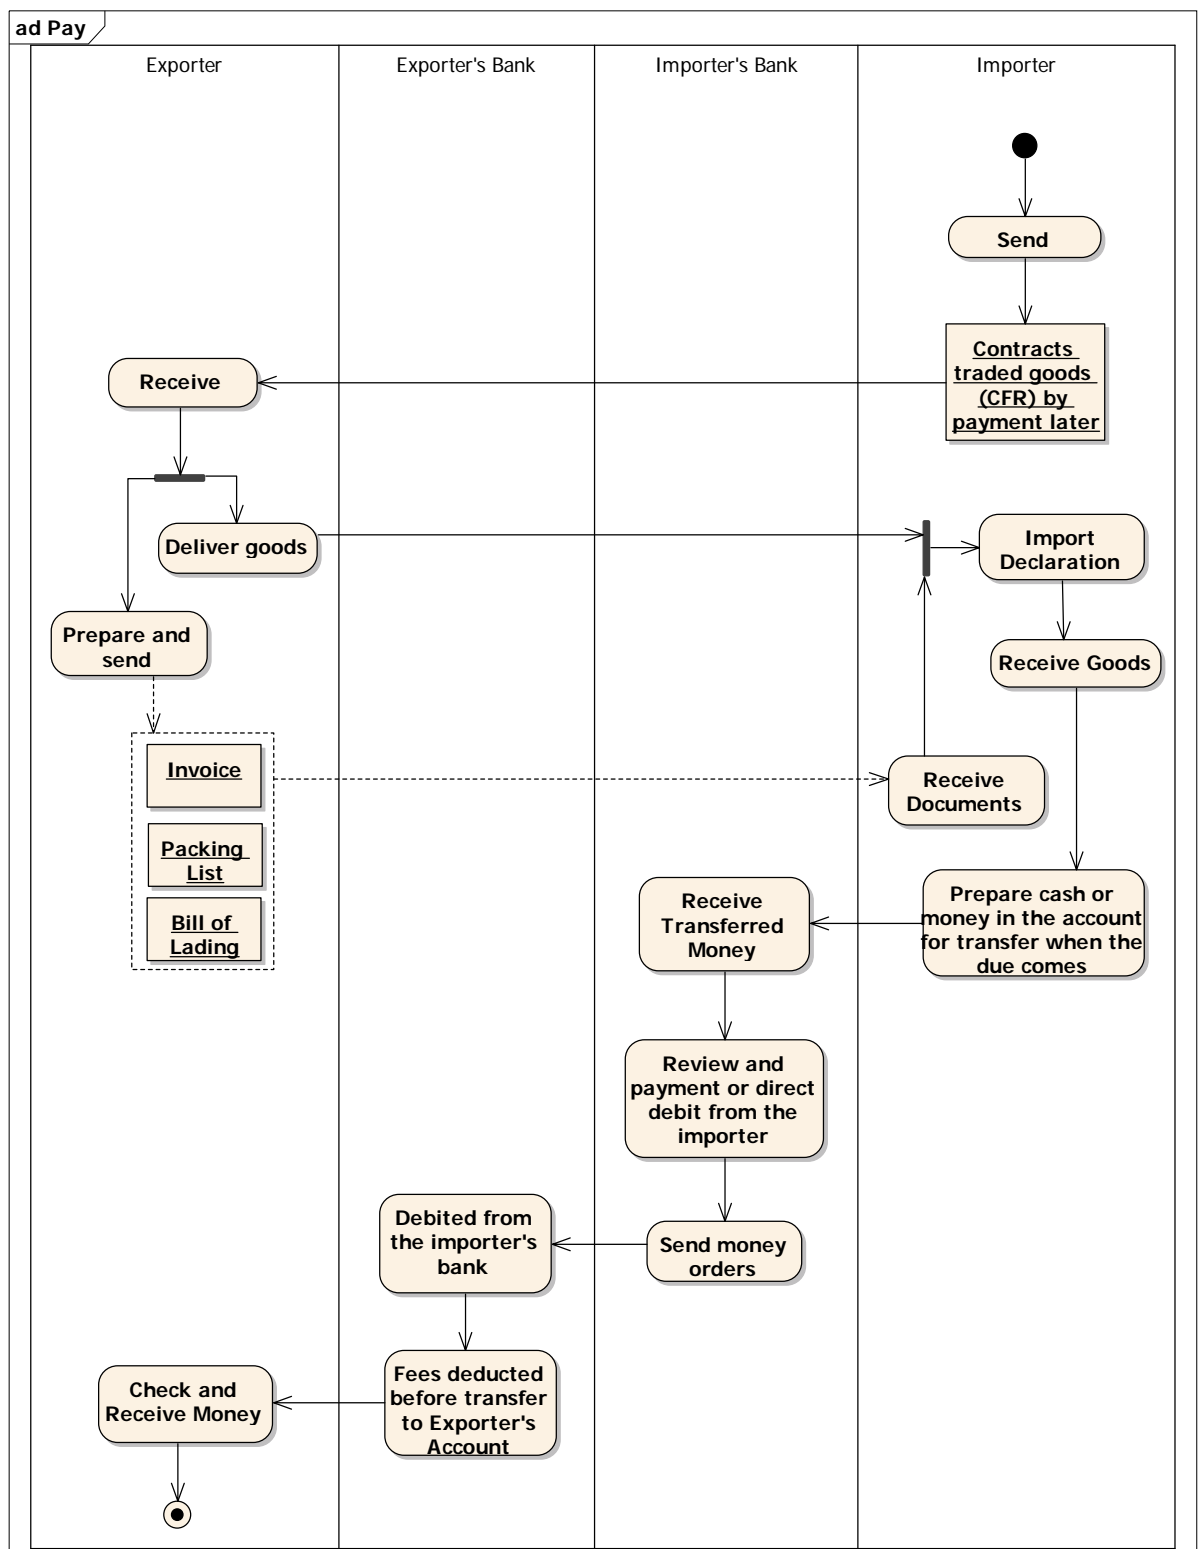 ad Pay
Exporter
Exporter's Bank
Importer's Bank
Importer
Send
Contracts
traded goods
(CFR) by
payment later
Receive
Deliver goods
Import
Declaration
Prepare and
send
Receive Goods
Invoice
Receive
Documents
Packing
List
Bill of
Lading
Receive
Transferred
Money
Prepare cash or
money in the account
for transfer when the
due comes
Review and
payment or direct
debit from the
importer
Debited from
the importer's
bank
Send money
orders
Fees deducted
before transfer
to Exporter's
Account
Check and
Receive Money